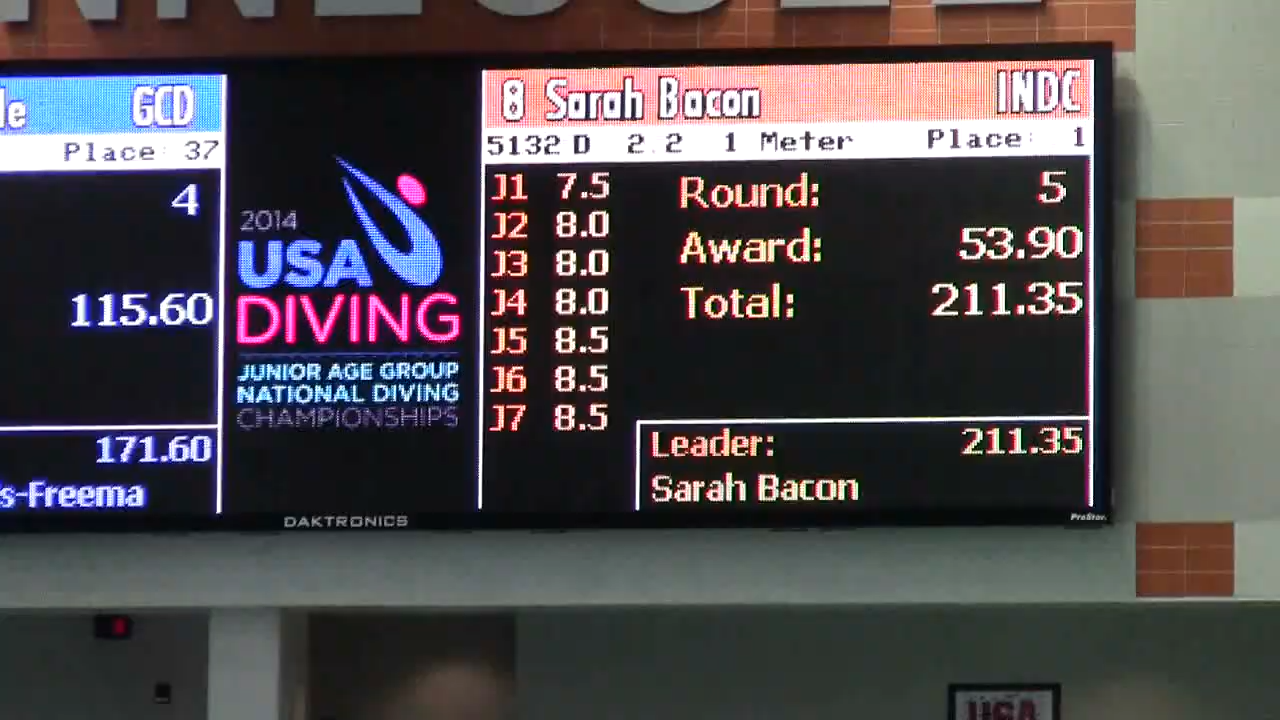 le GCD
Place: 37
4
115.60
171.60
s-Freema
2014
USA
DIVING
JUNIOR AGE GROUP
NATIONAL DIVING
CHAMPIONSHIPS
8 Sarah Bacon INDC
5132 D 2.2 1 Meter Place: 1
J1 7.5
J2 8.0
J3 8.0
J4 8.0
J5 8.5
J6 8.5
J7 8.5
Round: 5
Award: 53.90
Total: 211.35
Leader: 211.35
Sarah Bacon
DAKTRONICS
ProStar
USA